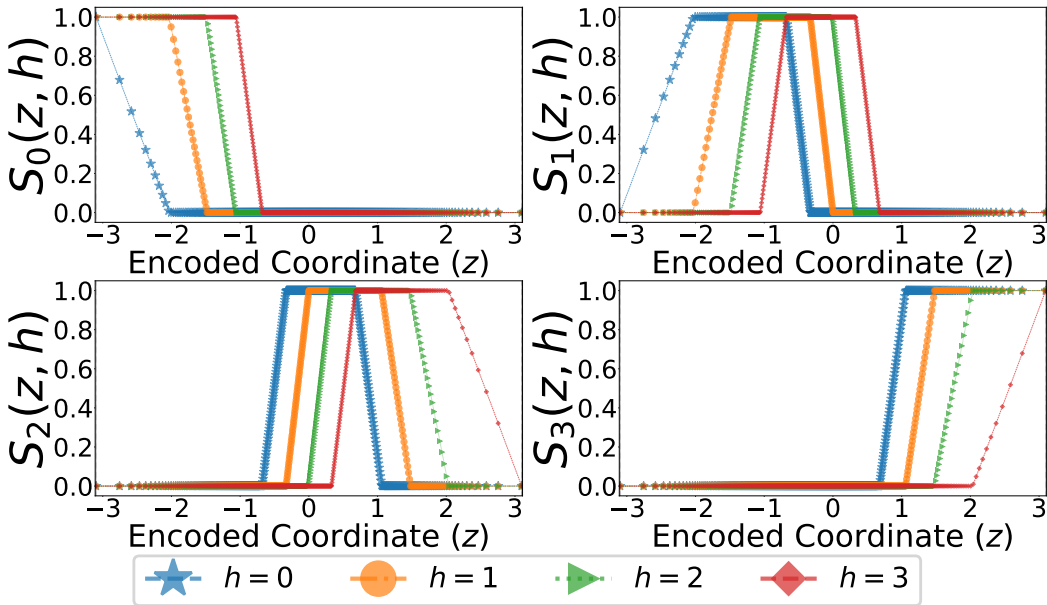 1.0
0.8
0.6
0.4
0.2
0.0
S₀(z, h)
−3 −2 −1 0 1 2 3
Encoded Coordinate (z)
1.0
0.8
0.6
0.4
0.2
0.0
S₁(z, h)
−3 −2 −1 0 1 2 3
Encoded Coordinate (z)
1.0
0.8
0.6
0.4
0.2
0.0
S₂(z, h)
−3 −2 −1 0 1 2 3
Encoded Coordinate (z)
1.0
0.8
0.6
0.4
0.2
0.0
S₃(z, h)
−3 −2 −1 0 1 2 3
Encoded Coordinate (z)
h = 0 h = 1 h = 2 h = 3